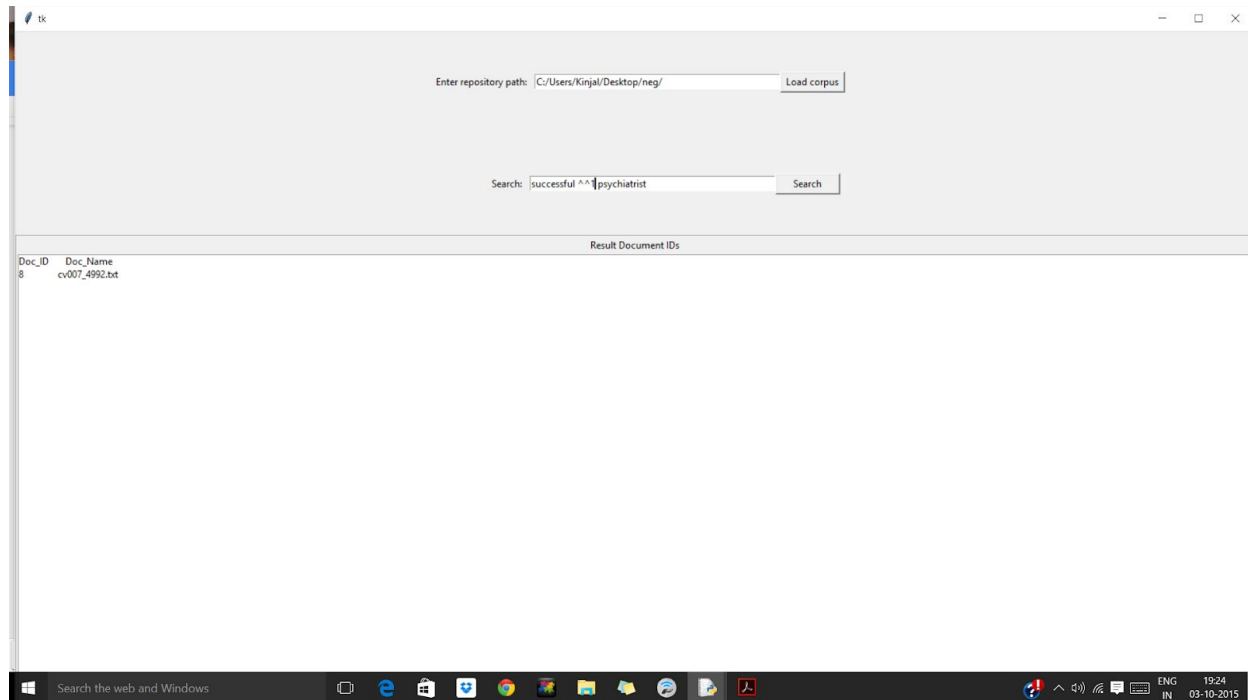 tk
Enter repository path: C:/Users/Kinjal/Desktop/neg/ Load corpus
Search: successful ^^1 psychiatrist Search
Result Document IDs
Doc_ID Doc_Name
8 cv007_4992.txt
Search the web and Windows
ENG 19:24
IN 03-10-2015